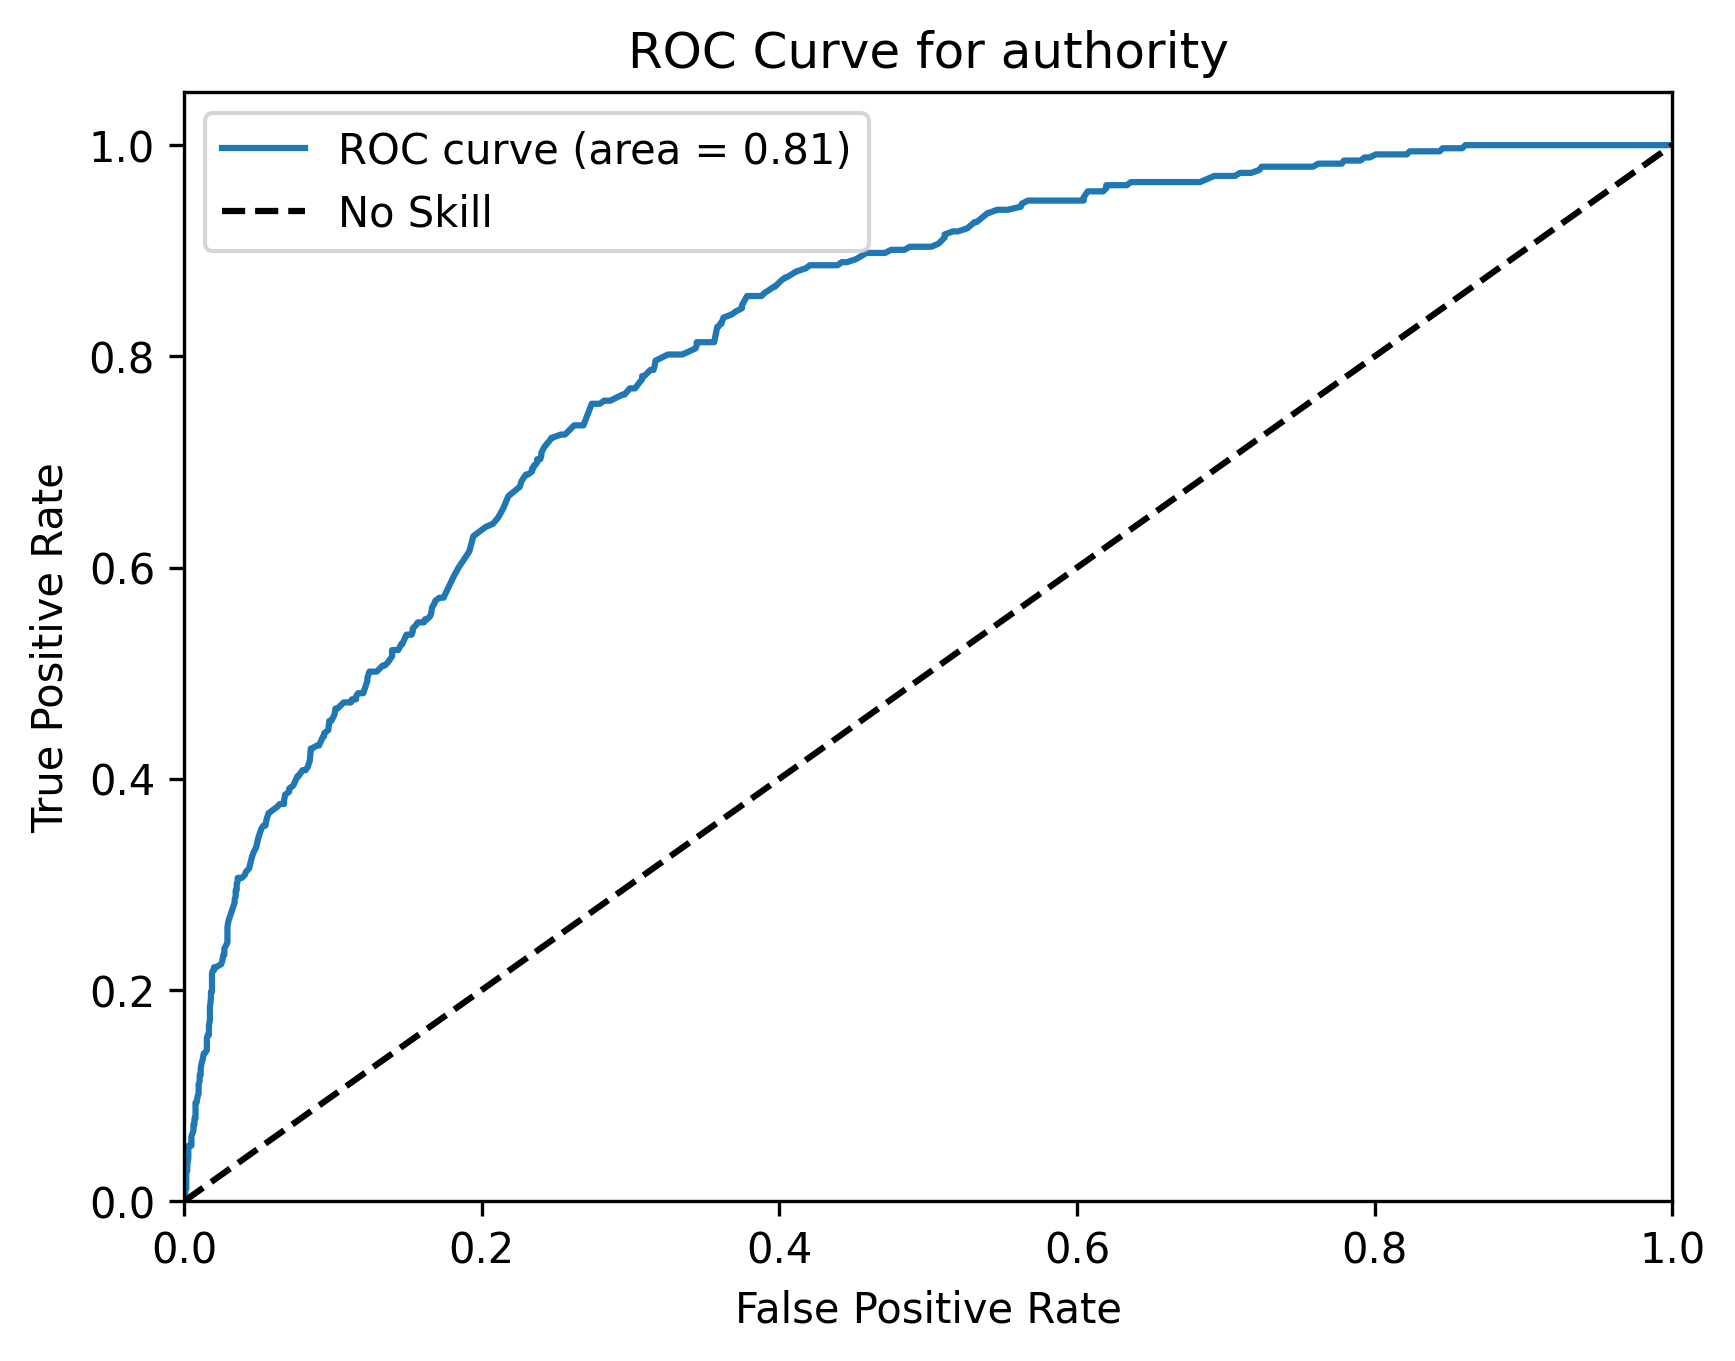 ROC Curve for authority
ROC curve (area = 0.81)
No Skill
True Positive Rate
1.0
0.8
0.6
0.4
0.2
0.0
0.0 0.2 0.4 0.6 0.8 1.0
False Positive Rate